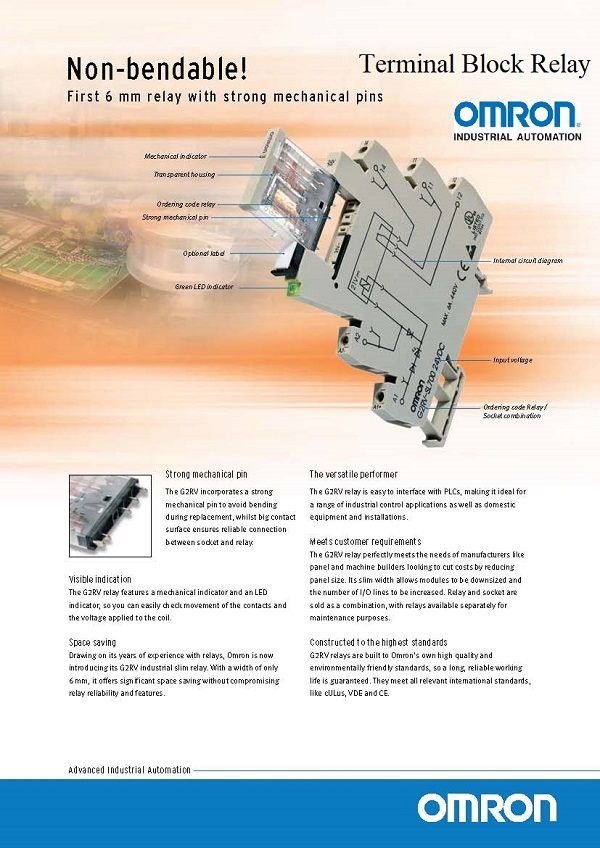 Non-bendable!
First 6 mm relay with strong mechanical pins
Terminal Block Relay
OMRON®
INDUSTRIAL AUTOMATION
Mechanical indicator
Transparent housing
Ordering code relay
Strong mechanical pin
Optional label
Green LED indicator
Internal circuit diagram
Input voltage
Ordering code Relay /
Socket combination
14
11
12
21V
MAX. 6A 440V
CE
A2
A1
A1+
OMRON
G2RV-SL700 24VDC
Strong mechanical pin
The G2RV incorporates a strong
mechanical pin to avoid bending
during replacement, whilst big contact
surface ensures reliable connection
between socket and relay.
Visible indication
The G2RV relay features a mechanical indicator and an LED
indicator, so you can easily check movement of the contacts and
the voltage applied to the coil.
Space saving
Drawing on its years of experience with relays, Omron is now
introducing its G2RV industrial slim relay. With a width of only
6 mm, it offers significant space saving without compromising
relay reliability and features.
The versatile performer
The G2RV relay is easy to interface with PLCs, making it ideal for
a range of industrial control applications as well as domestic
equipment and installations.
Meets customer requirements
The G2RV relay perfectly meets the needs of manufacturers like
panel and machine builders looking to cut costs by reducing
panel size. Its slim width allows modules to be downsized and
the number of I/O lines to be increased. Relay and socket are
sold as a combination, with relays available separately for
maintenance purposes.
Constructed to the highest standards
G2RV relays are built to Omron's own high quality and
environmentally friendly standards, so a long, reliable working
life is guaranteed. They meet all relevant international standards,
like cULus, VDE and CE.
Advanced Industrial Automation
OMRON